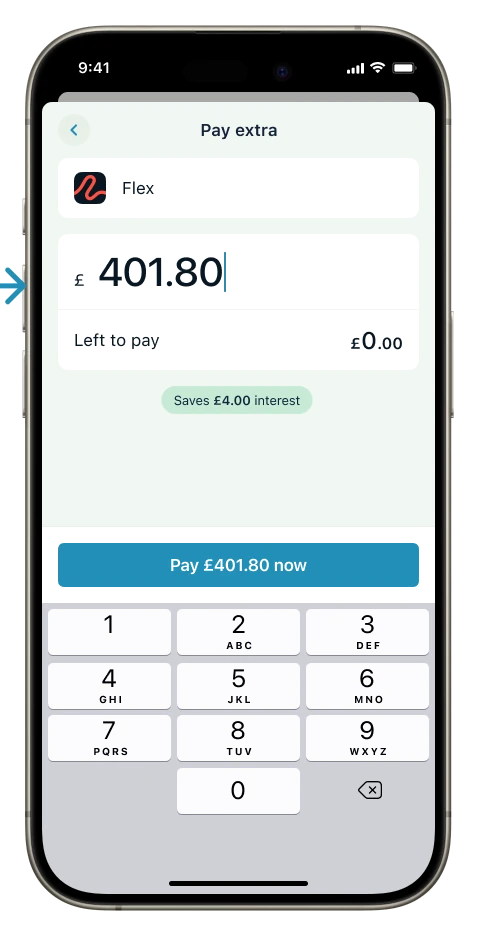 9:41
Pay extra
Flex
£ 401.80
Left to pay £0.00
Saves £4.00 interest
Pay £401.80 now
1 2 3
ABC DEF
4 5 6
GHI JKL MNO
7 8 9
PQRS TUV WXYZ
0